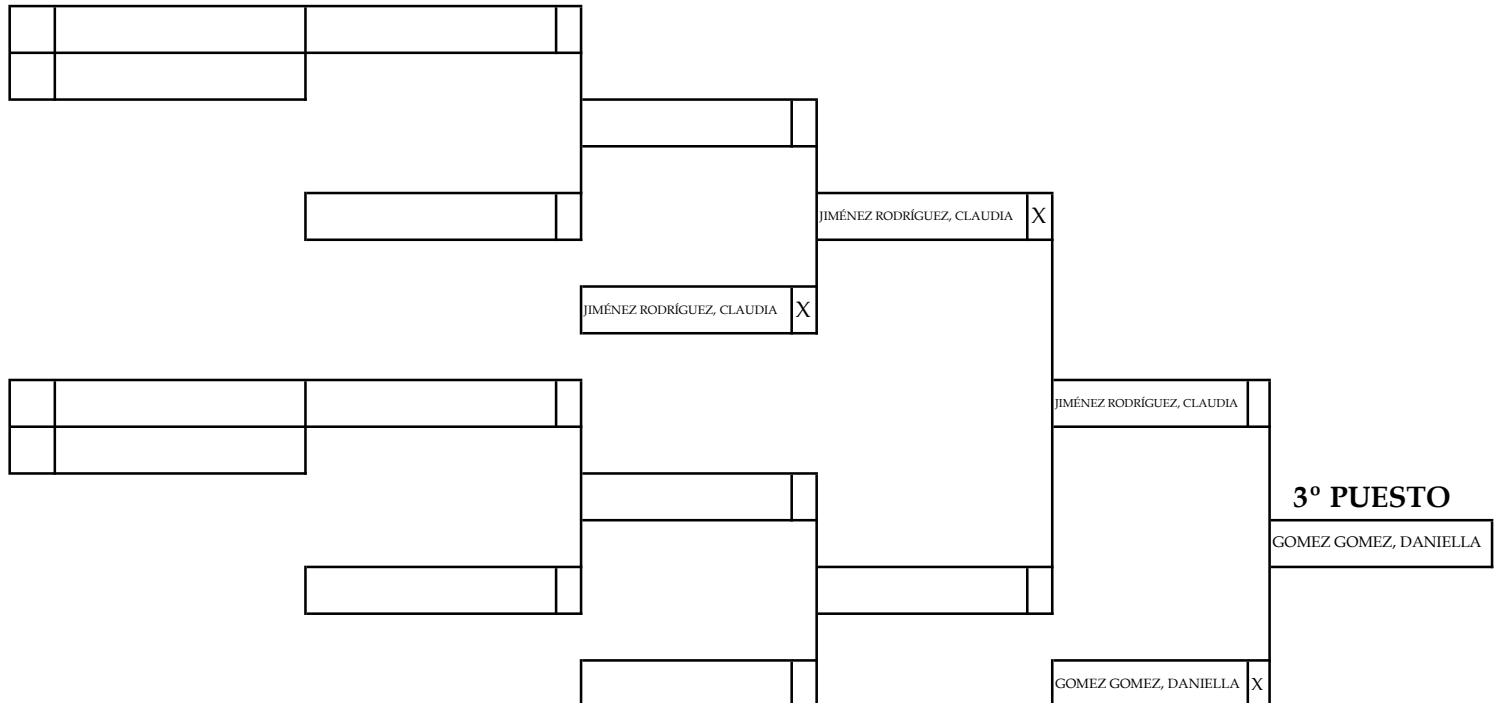 JIMÉNEZ RODRÍGUEZ, CLAUDIA X
JIMÉNEZ RODRÍGUEZ, CLAUDIA X
JIMÉNEZ RODRÍGUEZ, CLAUDIA
3º PUESTO
GOMEZ GOMEZ, DANIELLA
GOMEZ GOMEZ, DANIELLA X